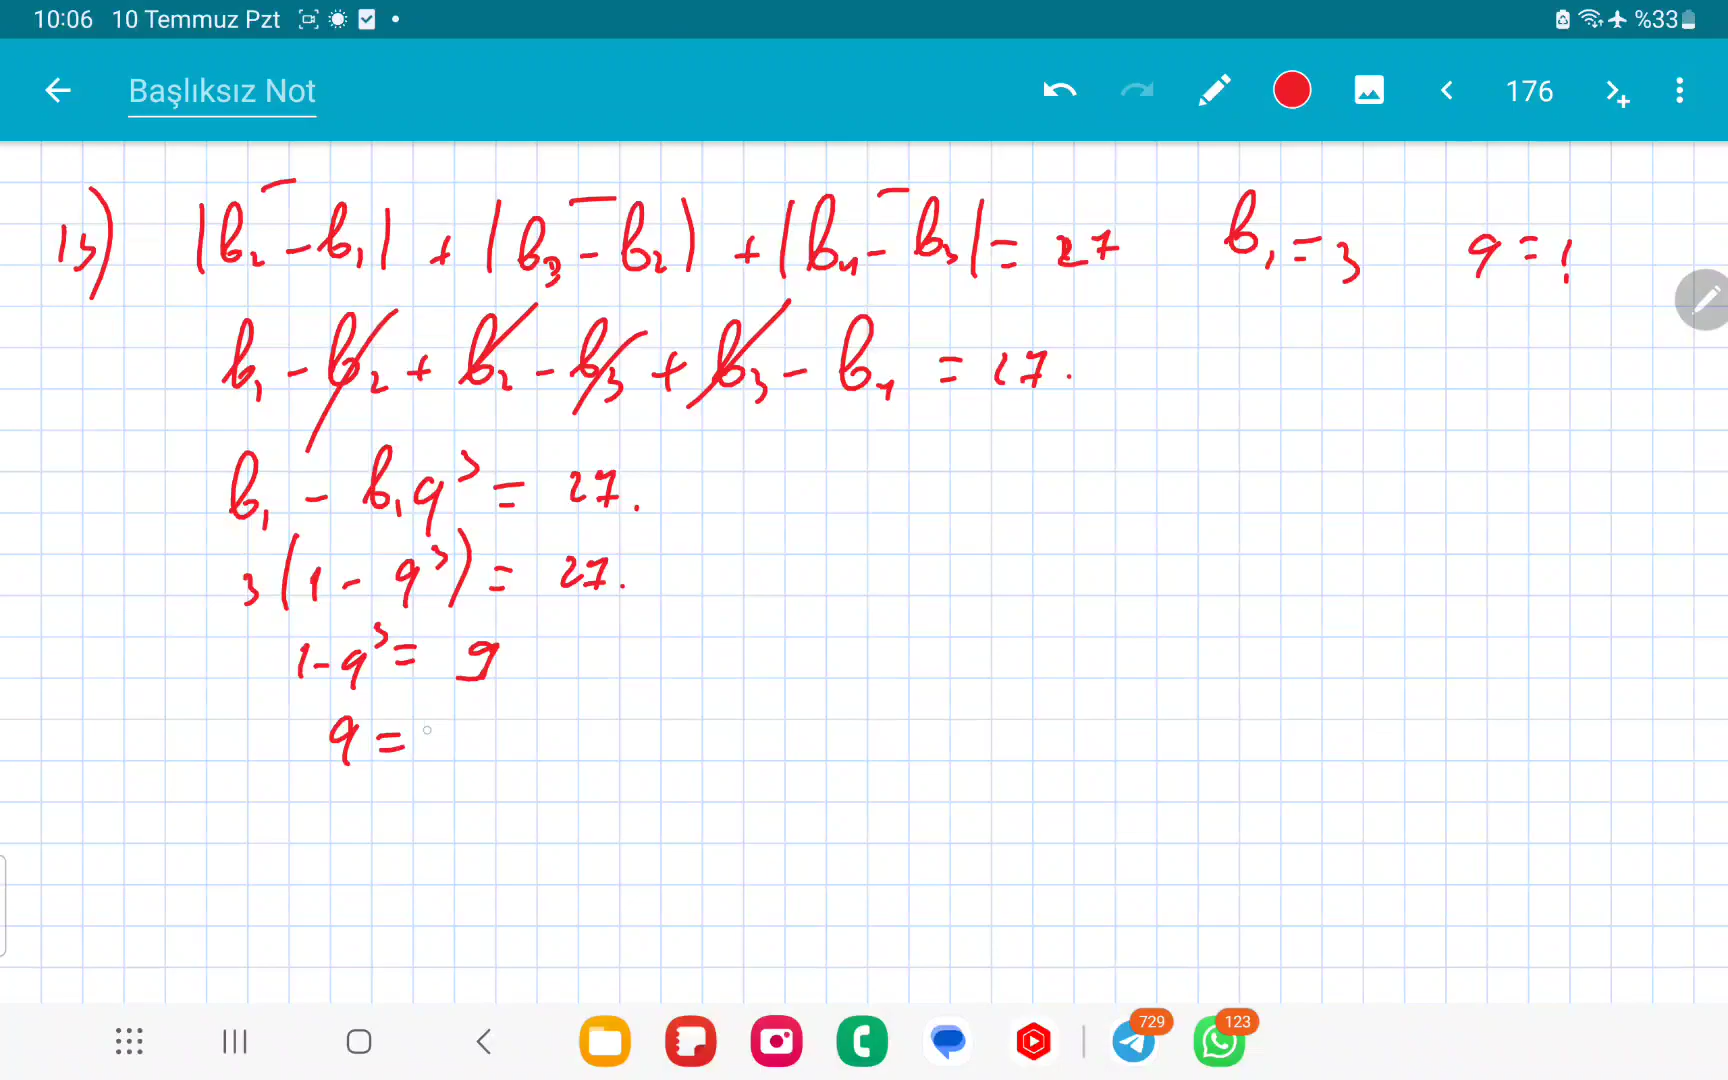 10:06 10 Temmuz Pzt %33
Başlıksız Not 176
15) |b₂ - b₁| + |b₃ - b₂| + |b₄ - b₃| = 27 b₁ = 3 q = !
b₁ - b₂ + b₂ - b₃ + b₃ - b₄ = 27.
b₁ - b₁q³ = 27.
3(1 - q³) = 27.
1 - q³ = 9
q =
729 123